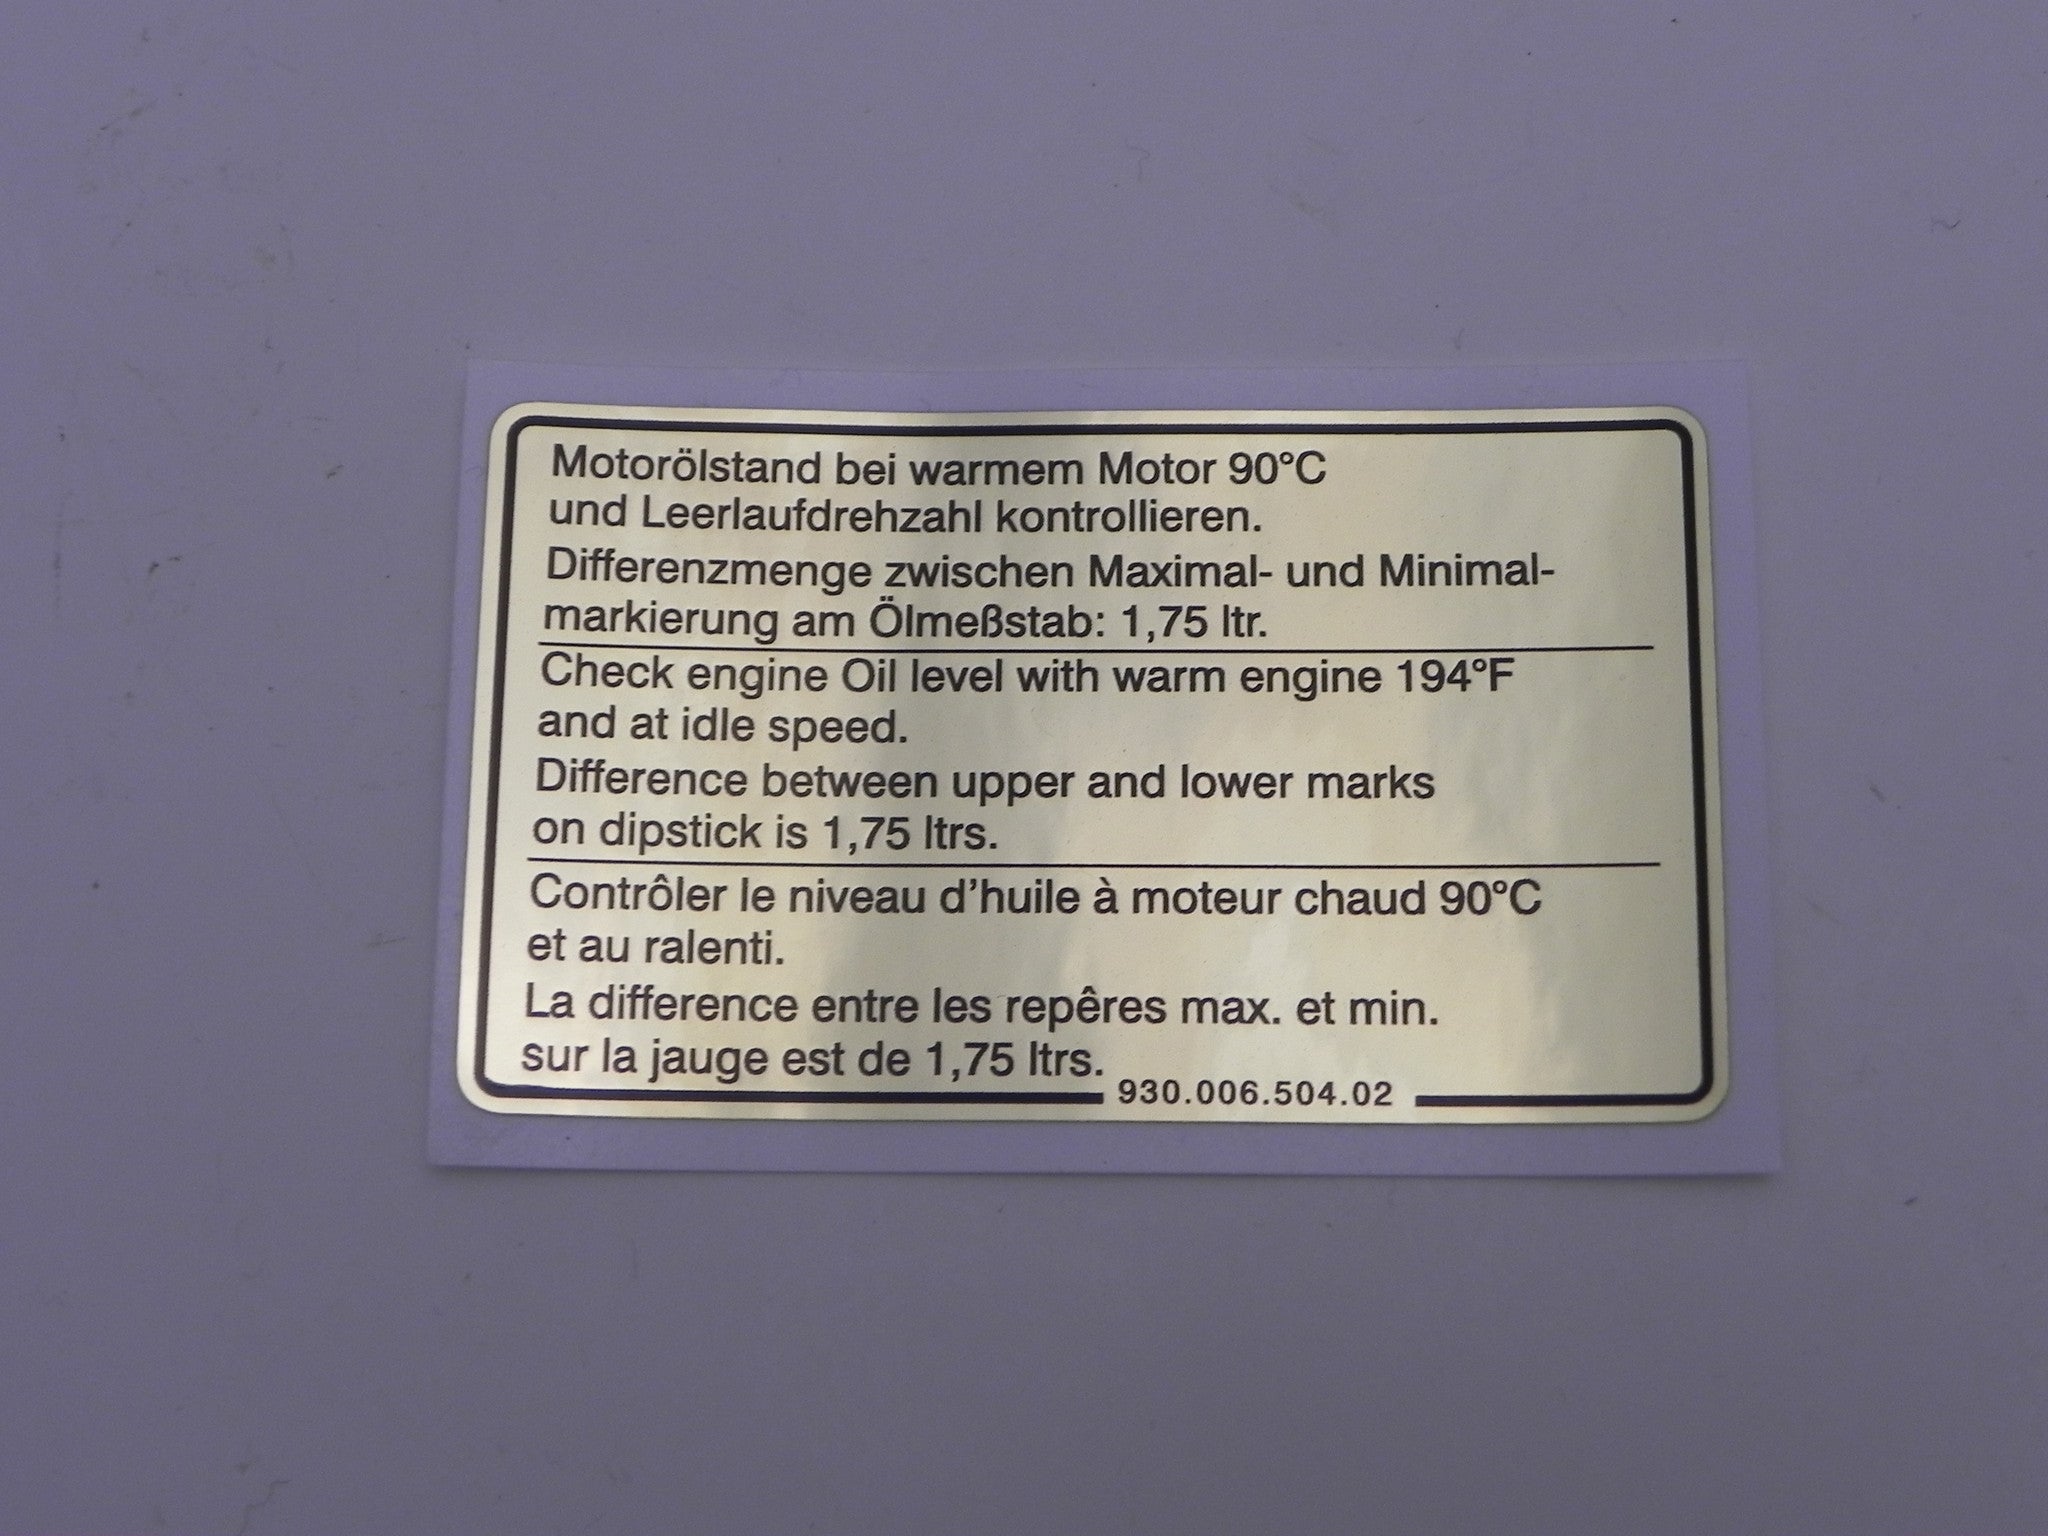 Motorölstand bei warmem Motor 90°C
und Leerlaufdrehzahl kontrollieren.
Differenzmenge zwischen Maximal- und Minimal-
markierung am Ölmeßstab: 1,75 ltr.
Check engine Oil level with warm engine 194°F
and at idle speed.
Difference between upper and lower marks
on dipstick is 1,75 ltrs.
Contrôler le niveau d'huile à moteur chaud 90°C
et au ralenti.
La difference entre les repêres max. et min.
sur la jauge est de 1,75 ltrs.
930.006.504.02